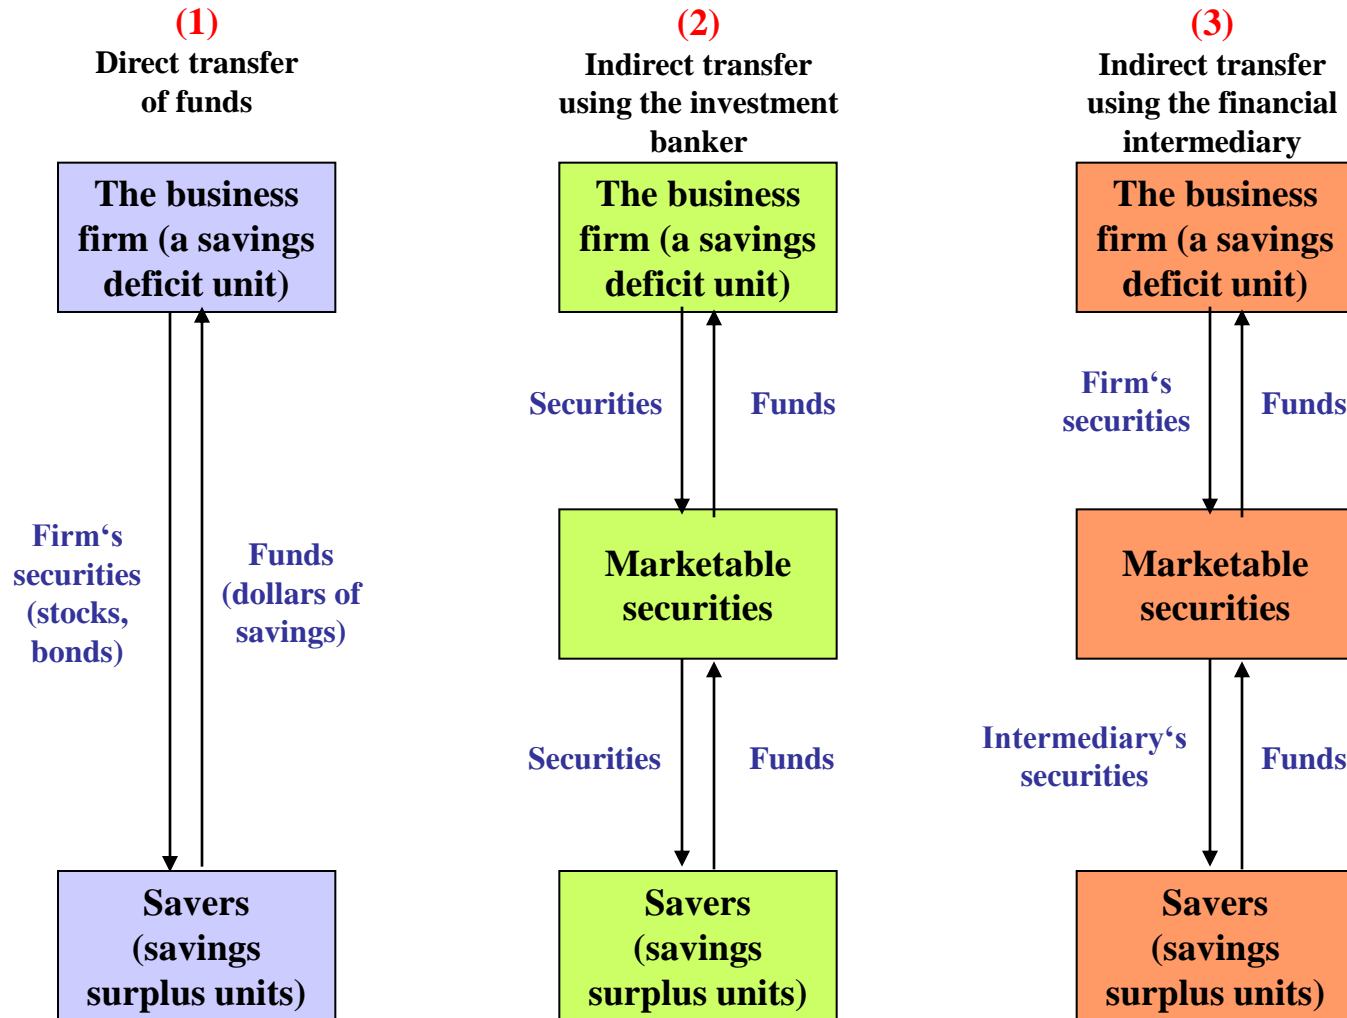 (1)
Direct transfer
of funds
The business
firm (a savings
deficit unit)
Firm‘s
securities
(stocks,
bonds)
Funds
(dollars of
savings)
Savers
(savings
surplus units)
(2)
Indirect transfer
using the investment
banker
The business
firm (a savings
deficit unit)
Securities
Funds
Marketable
securities
Securities
Funds
Savers
(savings
surplus units)
(3)
Indirect transfer
using the financial
intermediary
The business
firm (a savings
deficit unit)
Firm‘s
securities
Funds
Marketable
securities
Intermediary‘s
securities
Funds
Savers
(savings
surplus units)